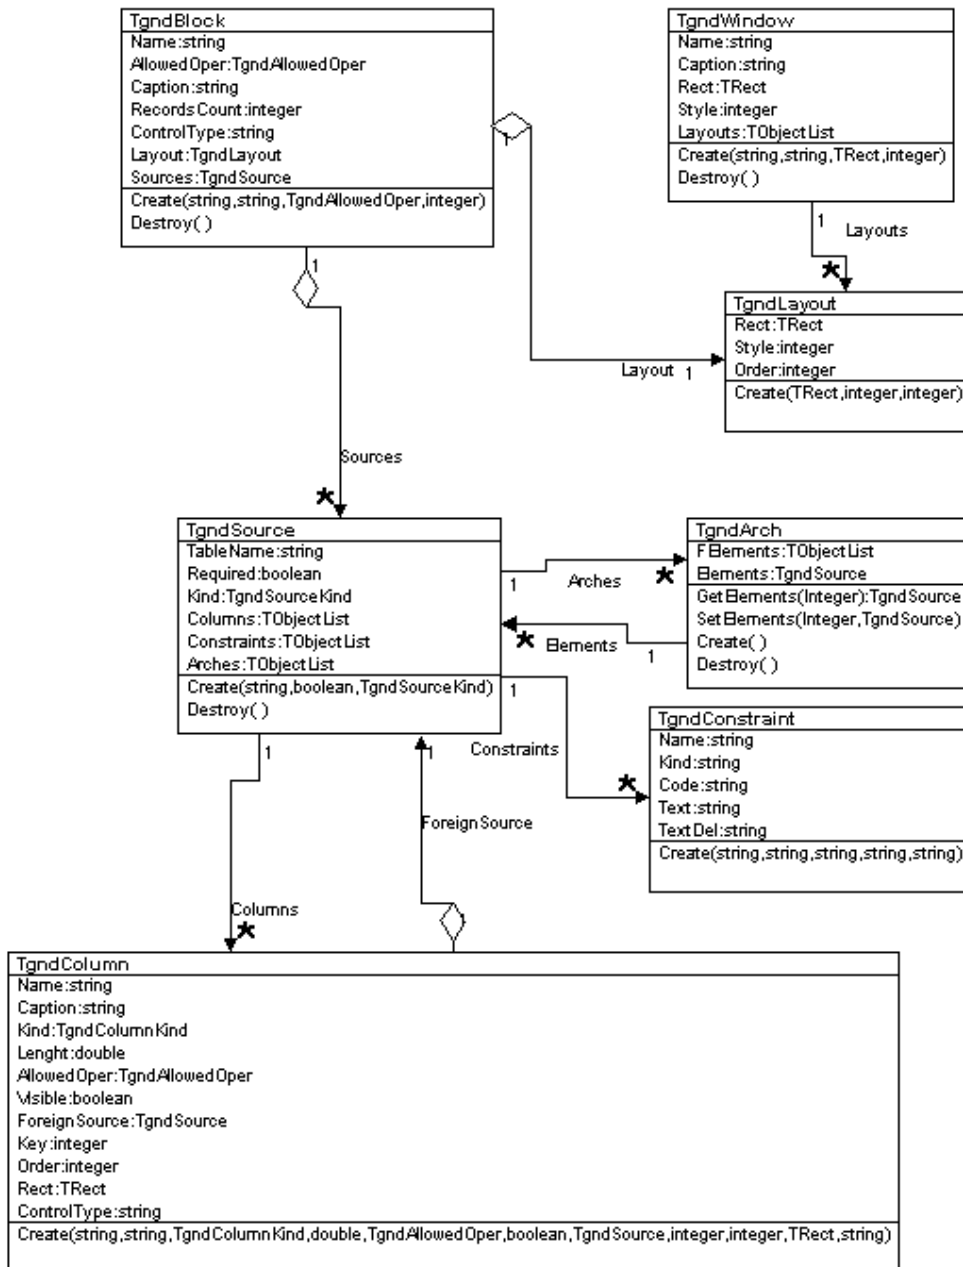 TgndBlock
Name:string
AllowedOper:TgndAllowedOper
Caption:string
RecordsCount:integer
ControlType:string
Layout:TgndLayout
Sources:TgndSource
Create(string,string,TgndAllowedOper,integer)
Destroy()
TgndWindow
Name:string
Caption:string
Rect:TRect
Style:integer
Layouts:TObjectList
Create(string,string,TRect,integer)
Destroy()
1
1
Layouts
*
1
TgndLayout
Rect:TRect
Style:integer
Order:integer
Create(TRect,integer,integer)
Layout 1
Sources
*
TgndSource
TableName:string
Required:boolean
Kind:TgndSourceKind
Columns:TObjectList
Constraints:TObjectList
Arches:TObjectList
Create(string,boolean,TgndSourceKind)
Destroy()
1
Arches
*
TgndArch
FElements:TObjectList
Elements:TgndSource
GetElements(Integer):TgndSource
SetElements(Integer,TgndSource)
Create()
Destroy()
*
Elements
1
1
Constraints
*
TgndConstraint
Name:string
Kind:string
Code:string
Text:string
TextDel:string
Create(string,string,string,string,string)
1
1
ForeignSource
Columns
*
TgndColumn
Name:string
Caption:string
Kind:TgndColumnKind
Lenght:double
AllowedOper:TgndAllowedOper
Visible:boolean
ForeignSource:TgndSource
Key:integer
Order:integer
Rect:TRect
ControlType:string
Create(string,string,TgndColumnKind,double,TgndAllowedOper,boolean,TgndSource,integer,integer,TRect,string)